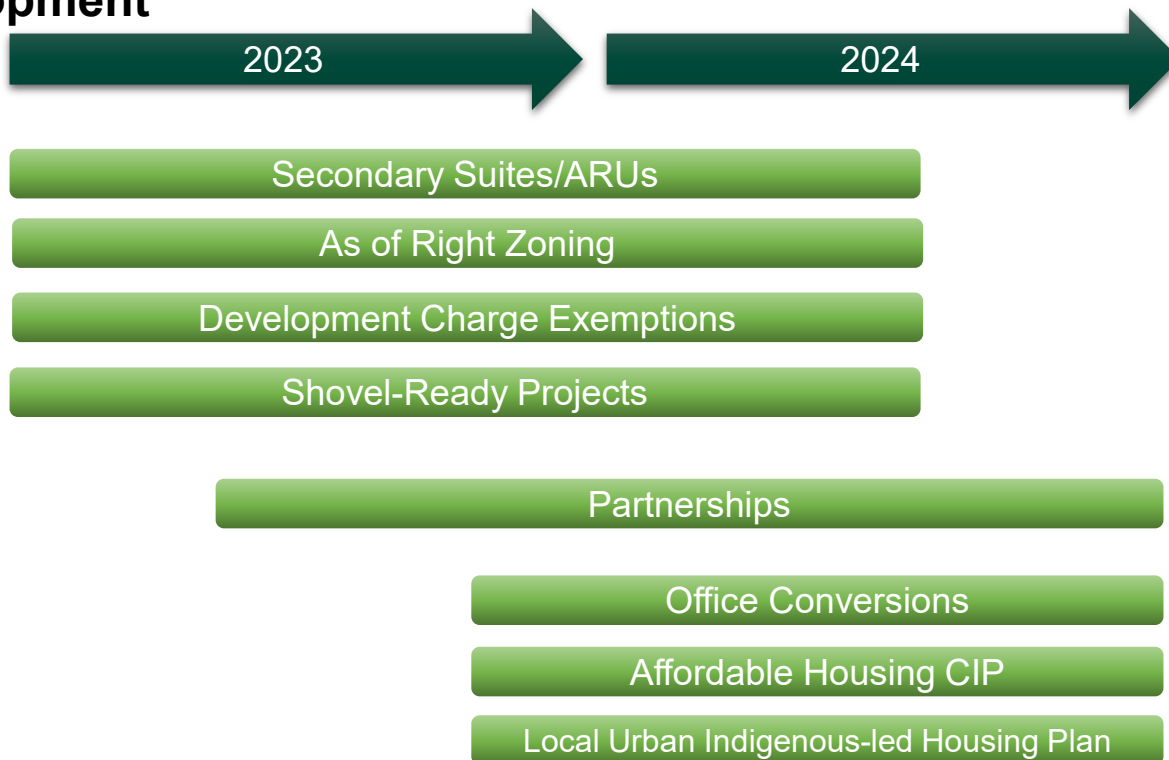 2023
2024
Secondary Suites/ARUs
As of Right Zoning
Development Charge Exemptions
Shovel-Ready Projects
Partnerships
Office Conversions
Affordable Housing CIP
Local Urban Indigenous-led Housing Plan